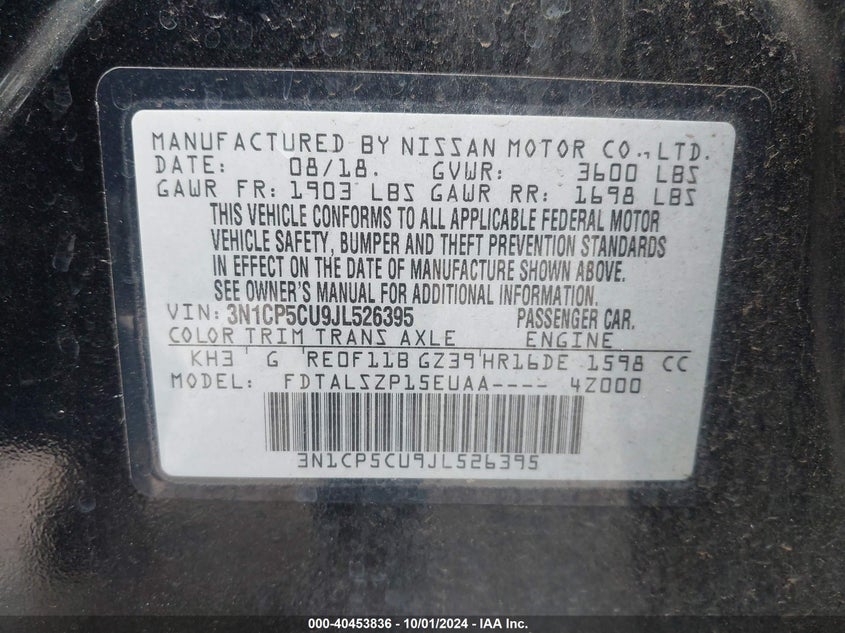 MANUFACTURED BY NISSAN MOTOR CO., LTD.
DATE: 08/18. GVWR: 3600 LBS
GAWR FR: 1903 LBS GAWR RR: 1698 LBS
THIS VEHICLE CONFORMS TO ALL APPLICABLE FEDERAL MOTOR
VEHICLE SAFETY, BUMPER AND THEFT PREVENTION STANDARDS
IN EFFECT ON THE DATE OF MANUFACTURE SHOWN ABOVE.
SEE OWNER'S MANUAL FOR ADDITIONAL INFORMATION.
VIN: 3N1CP5CU9JL526395 PASSENGER CAR.
COLOR TRIM TRANS AXLE ENGINE
KH3 G RE0F11B GZ39 HR16DE 1598 CC
MODEL: FDTALSZP15EUAA---- 4Z000
3N1CP5CU9JL526395
000-40453836 - 10/01/2024 - IAA Inc.